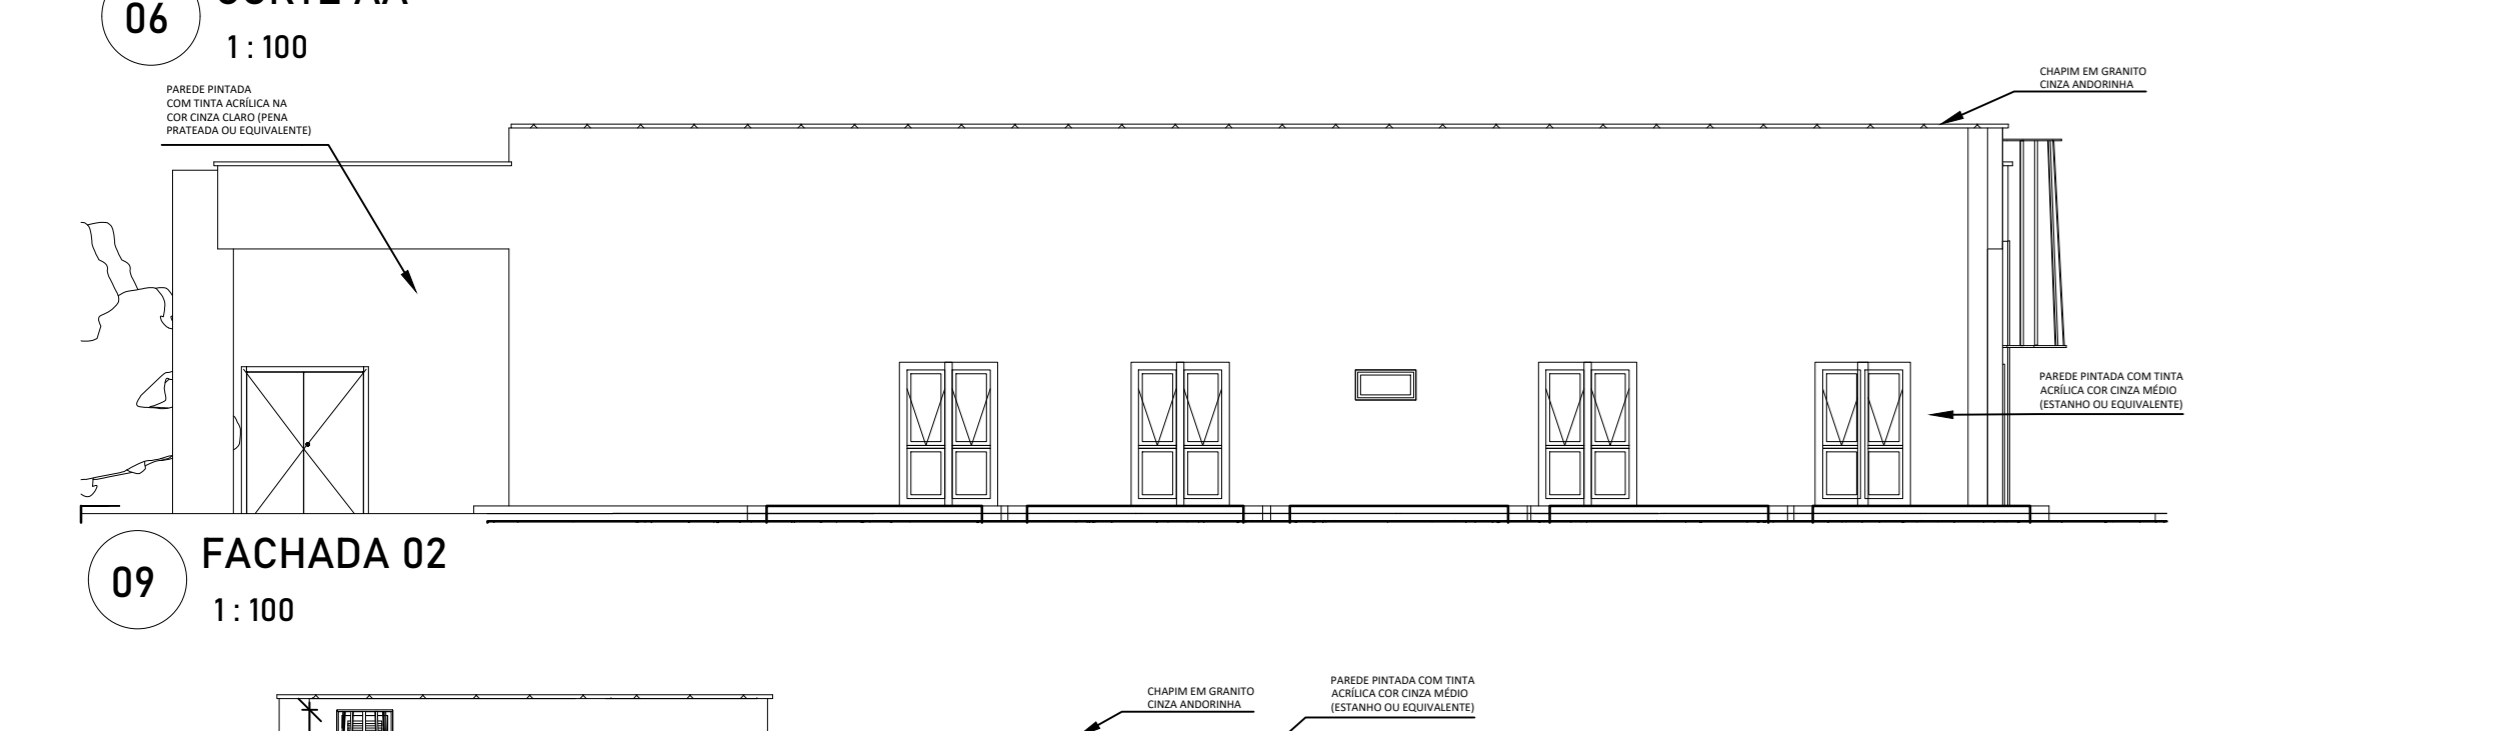 06
CORTE AA
1 : 100
PAREDE PINTADA
COM TINTA ACRÍLICA NA
COR CINZA CLARO (PENA
PRATEADA OU EQUIVALENTE)
CHAPIM EM GRANITO
CINZA ANDORINHA
PAREDE PINTADA COM TINTA
ACRÍLICA COR CINZA MÉDIO
(ESTANHO OU EQUIVALENTE)
09
FACHADA 02
1 : 100
CHAPIM EM GRANITO
CINZA ANDORINHA
PAREDE PINTADA COM TINTA
ACRÍLICA COR CINZA MÉDIO
(ESTANHO OU EQUIVALENTE)